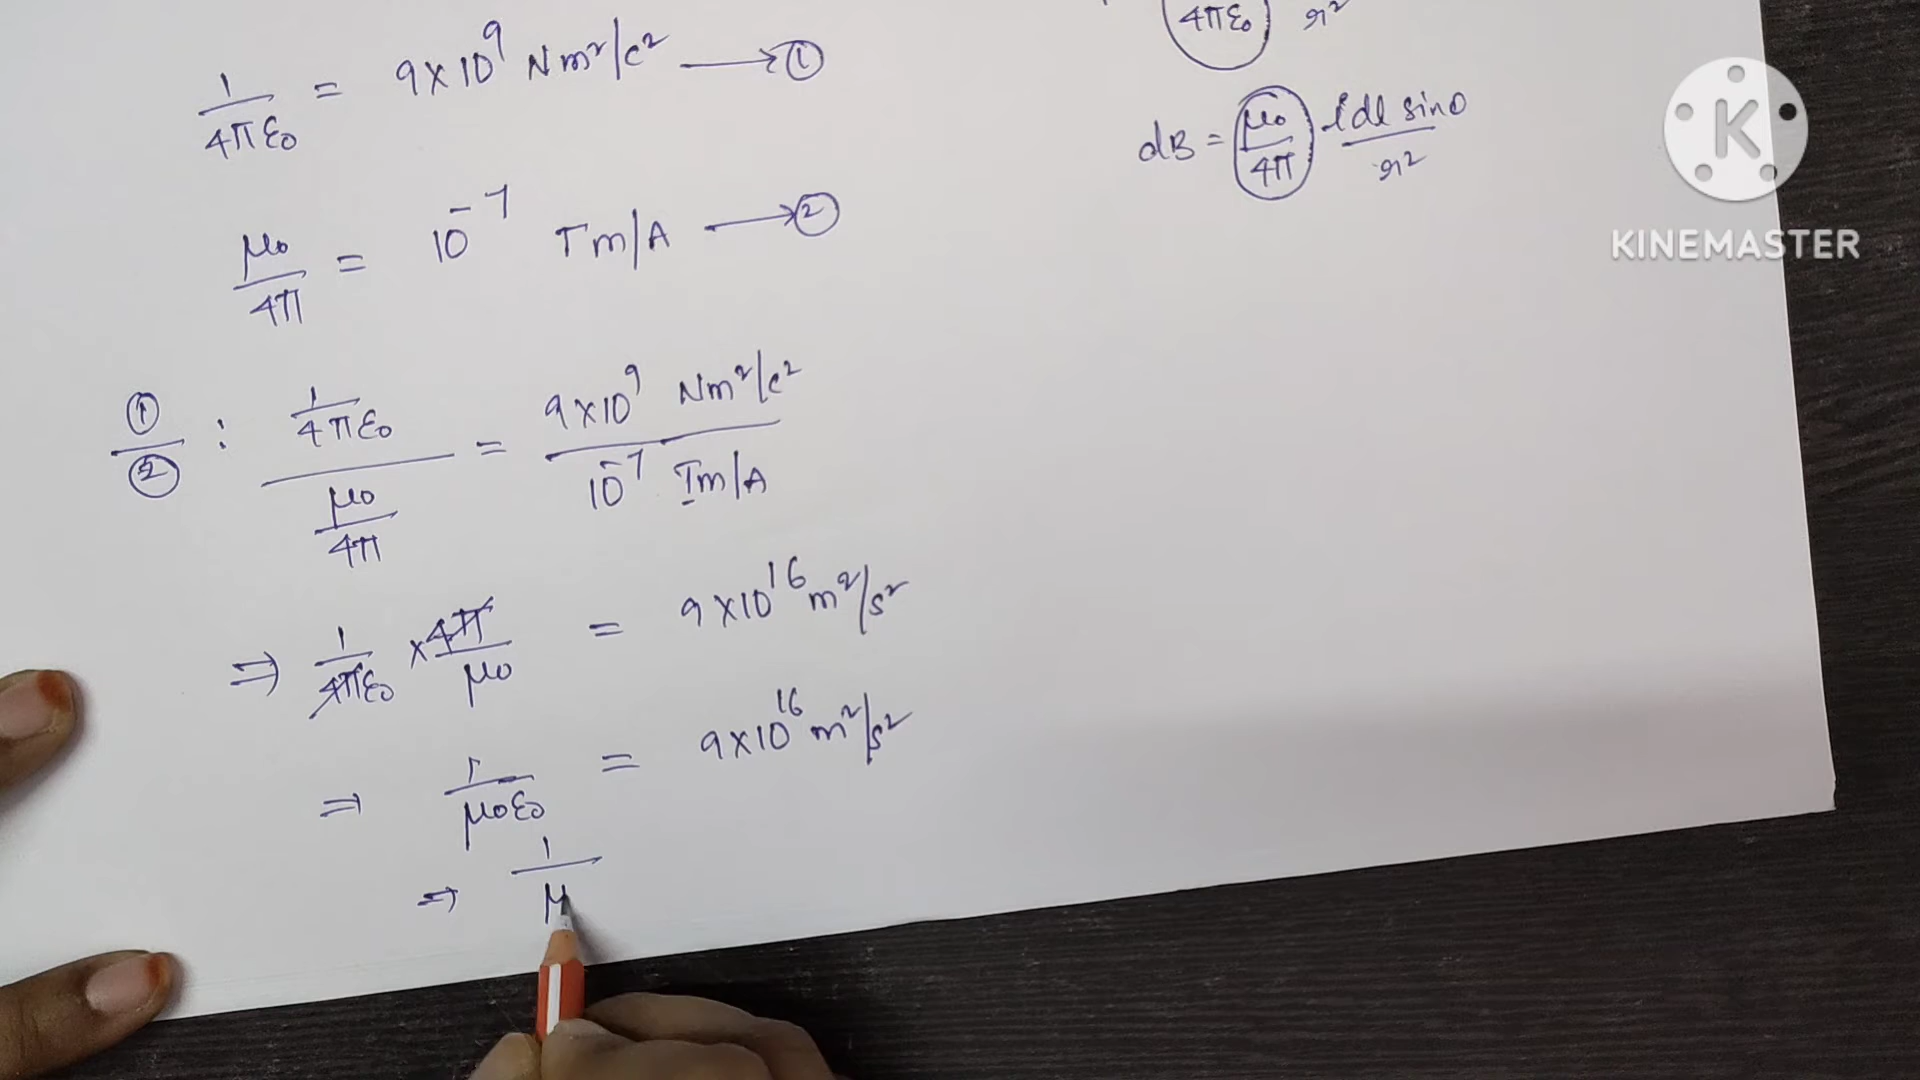 1/4πε₀ = 9×10⁹ Nm²/c² → ①
μ₀/4π = 10⁻⁷ Tm/A → ②
①/② : (1/4πε₀)/(μ₀/4π) = (9×10⁹ Nm²/c²)/(10⁻⁷ Tm/A)
⇒ 1/4πε₀ × 4π/μ₀ = 9×10¹⁶ m²/s²
⇒ 1/μ₀ε₀ = 9×10¹⁶ m²/s²
⇒ 1/μ
4πε₀ r²
dB = (μ₀/4π) idl sinθ/r²
K
KINEMASTER